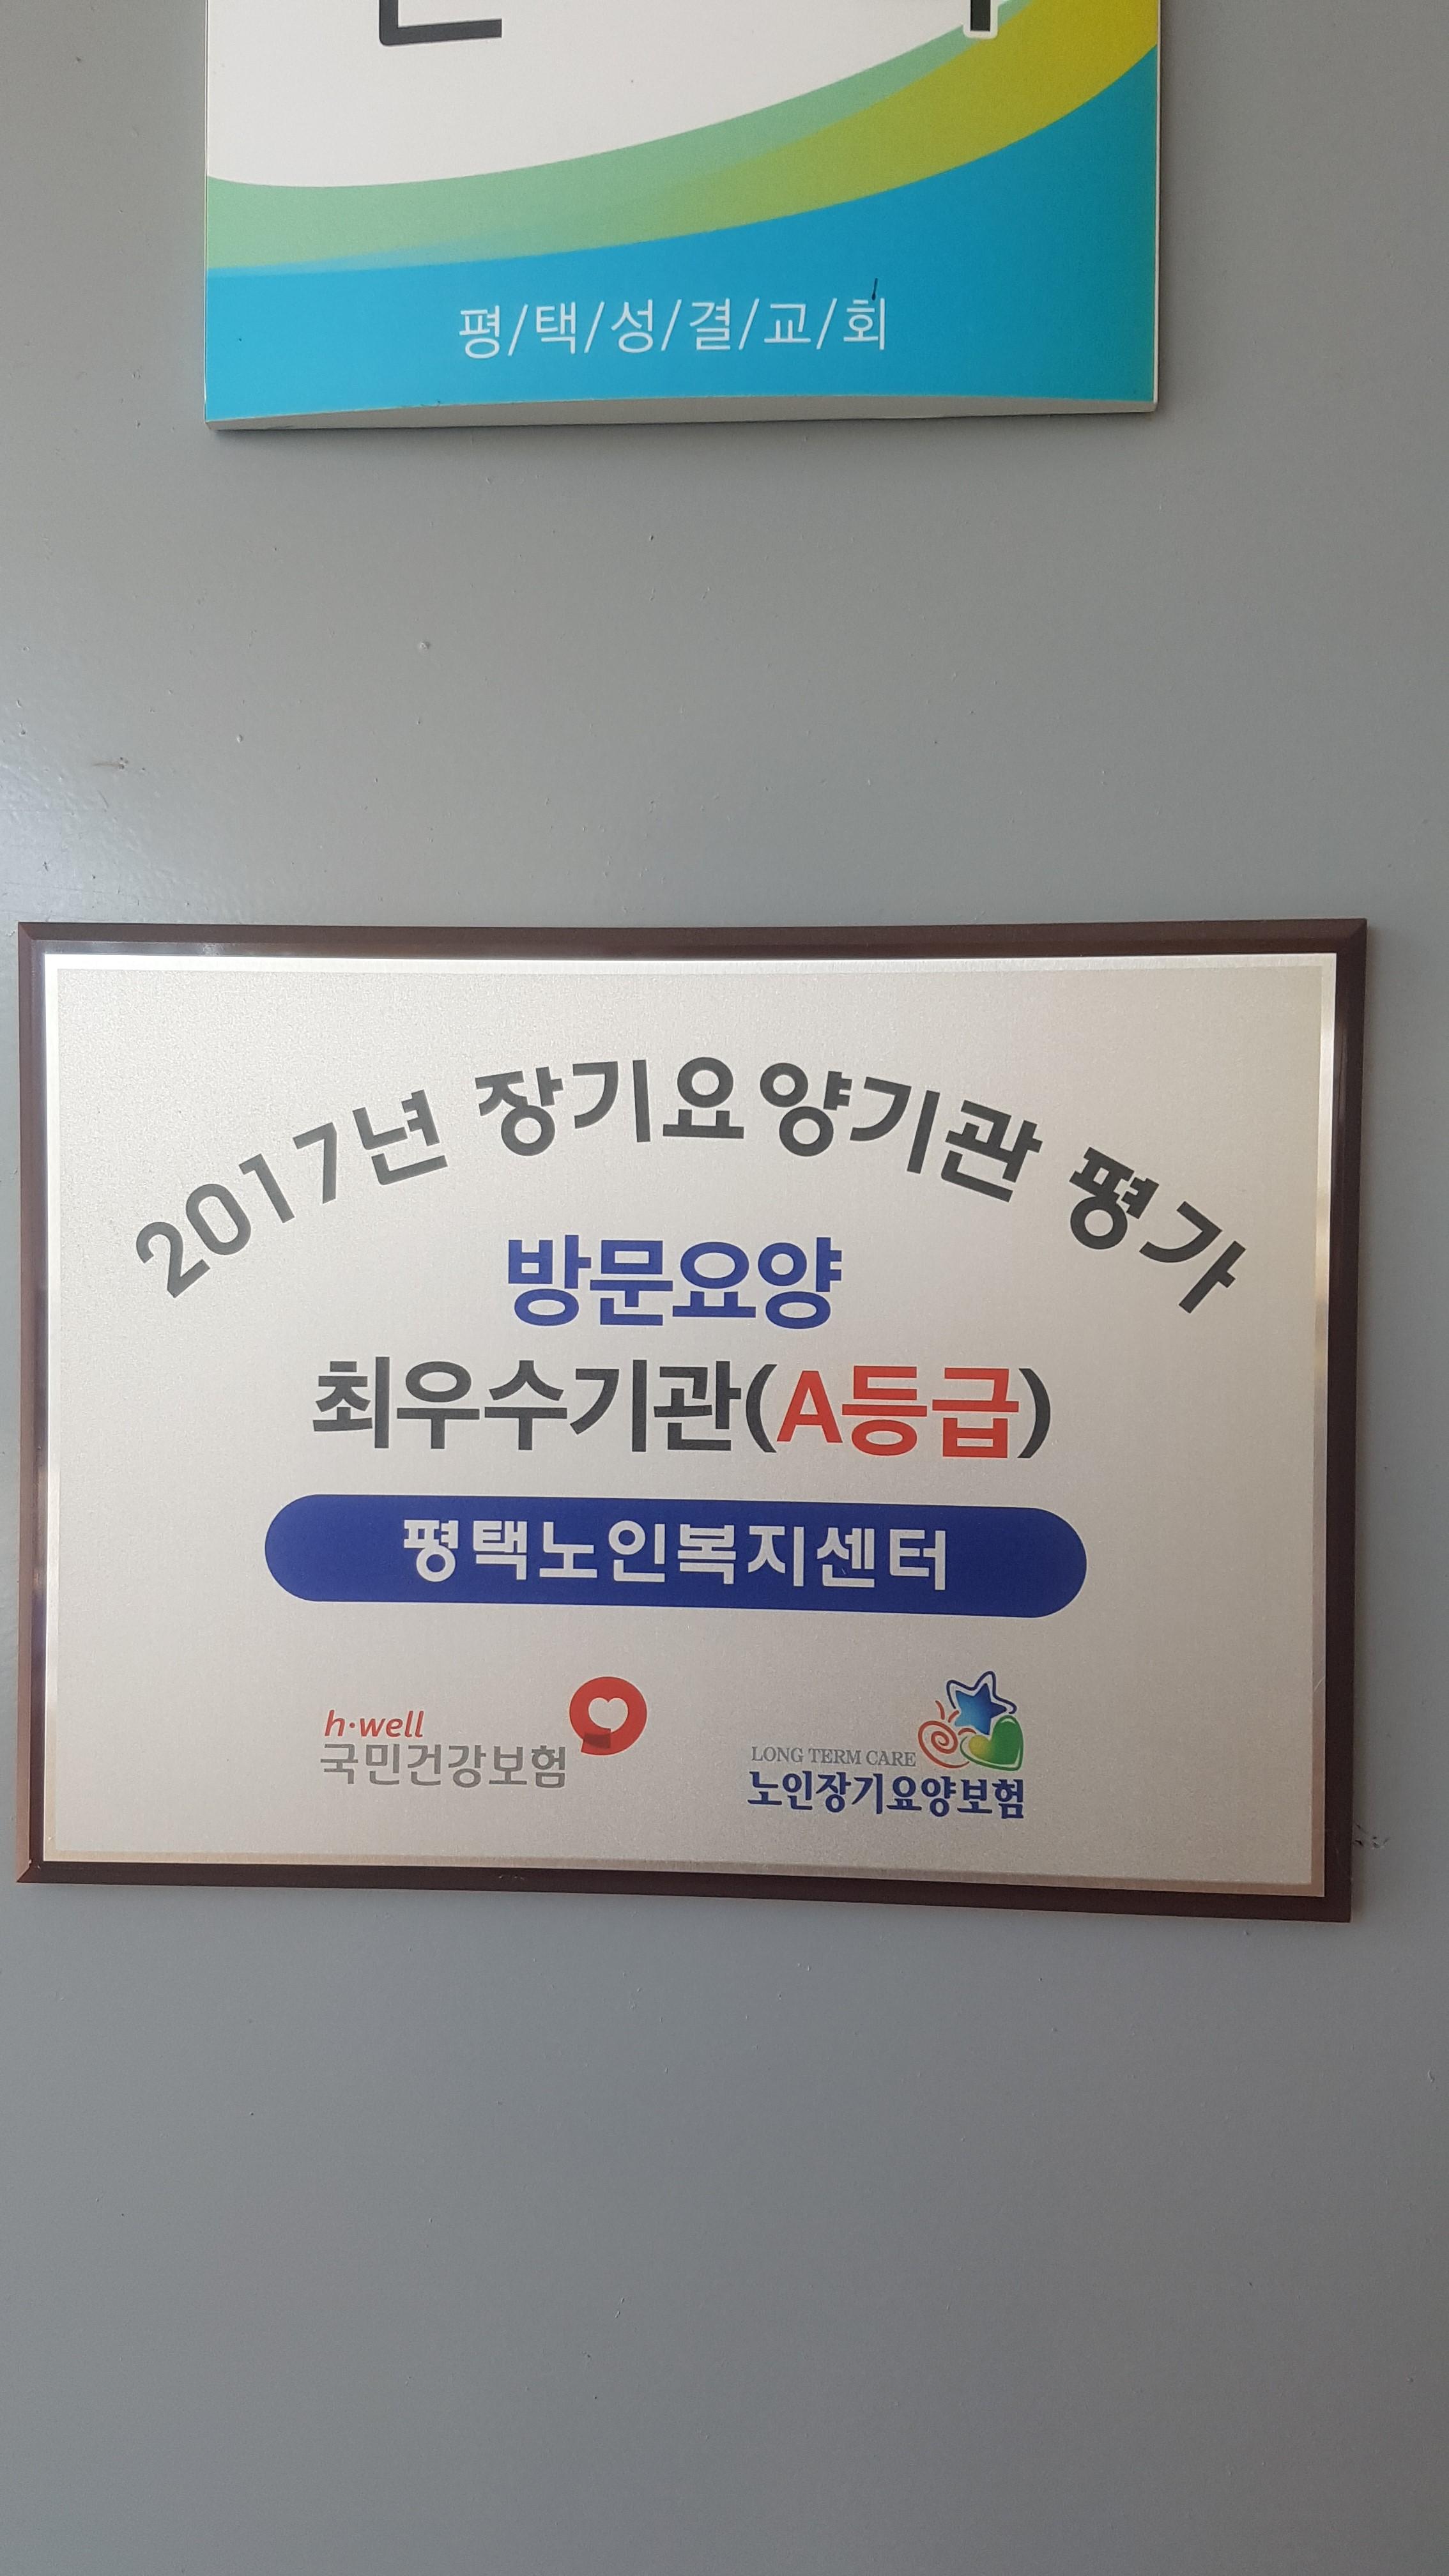 평/택/성/결/교/회
2017년 장기요양기관 평가
방문요양
최우수기관(A등급)
평택노인복지센터
h·well
국민건강보험
LONG TERM CARE
노인장기요양보험